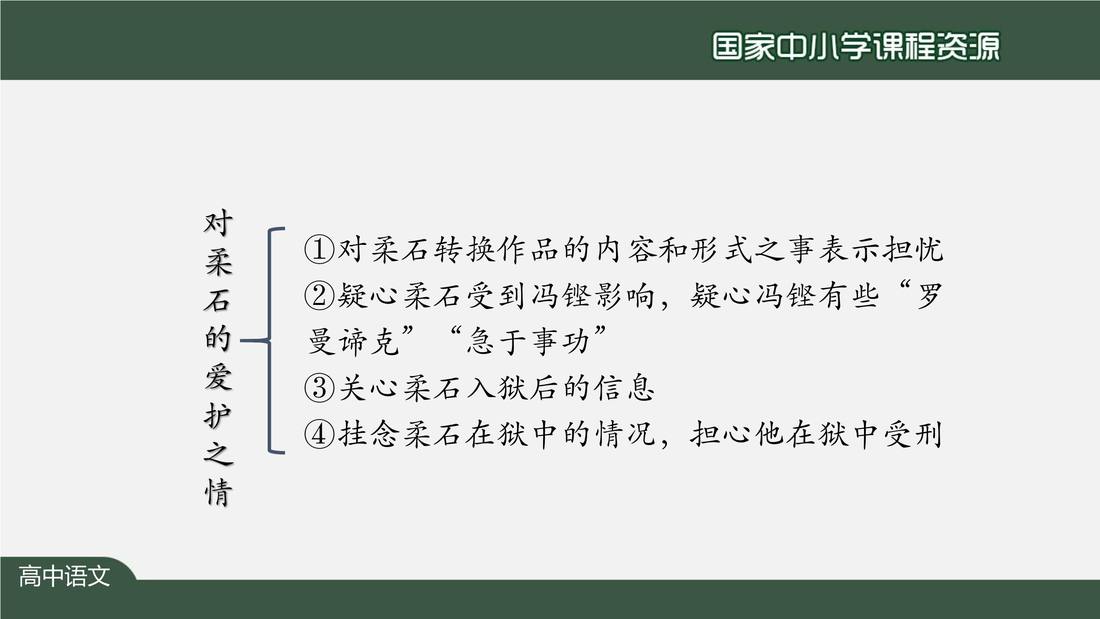 国家中小学课程资源
对柔石的爱护之情
①对柔石转换作品的内容和形式之事表示担忧
②疑心柔石受到冯铿影响，疑心冯铿有些“罗
曼谛克”“急于事功”
③关心柔石入狱后的信息
④挂念柔石在狱中的情况，担心他在狱中受刑
高中语文